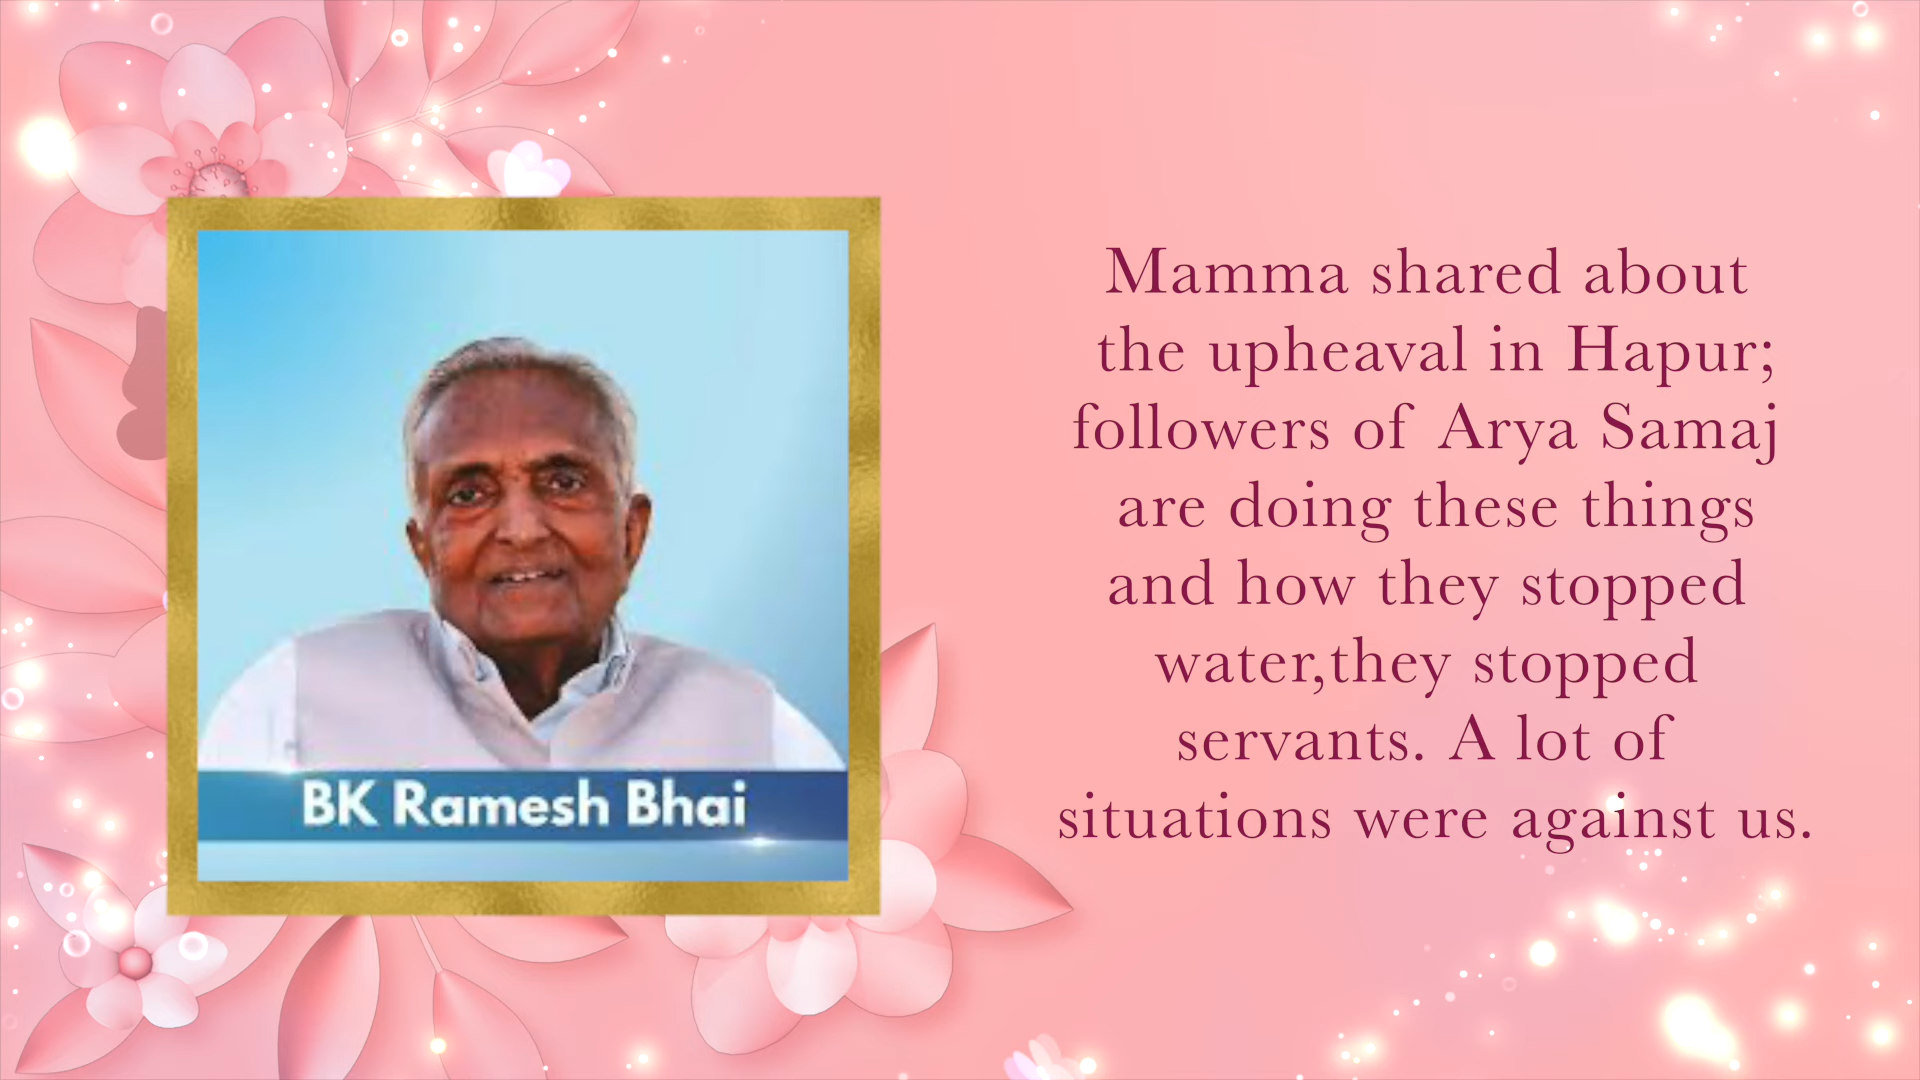 Mamma shared about
the upheaval in Hapur;
followers of Arya Samaj
are doing these things
and how they stopped
water,they stopped
servants. A lot of
situations were against us.
BK Ramesh Bhai